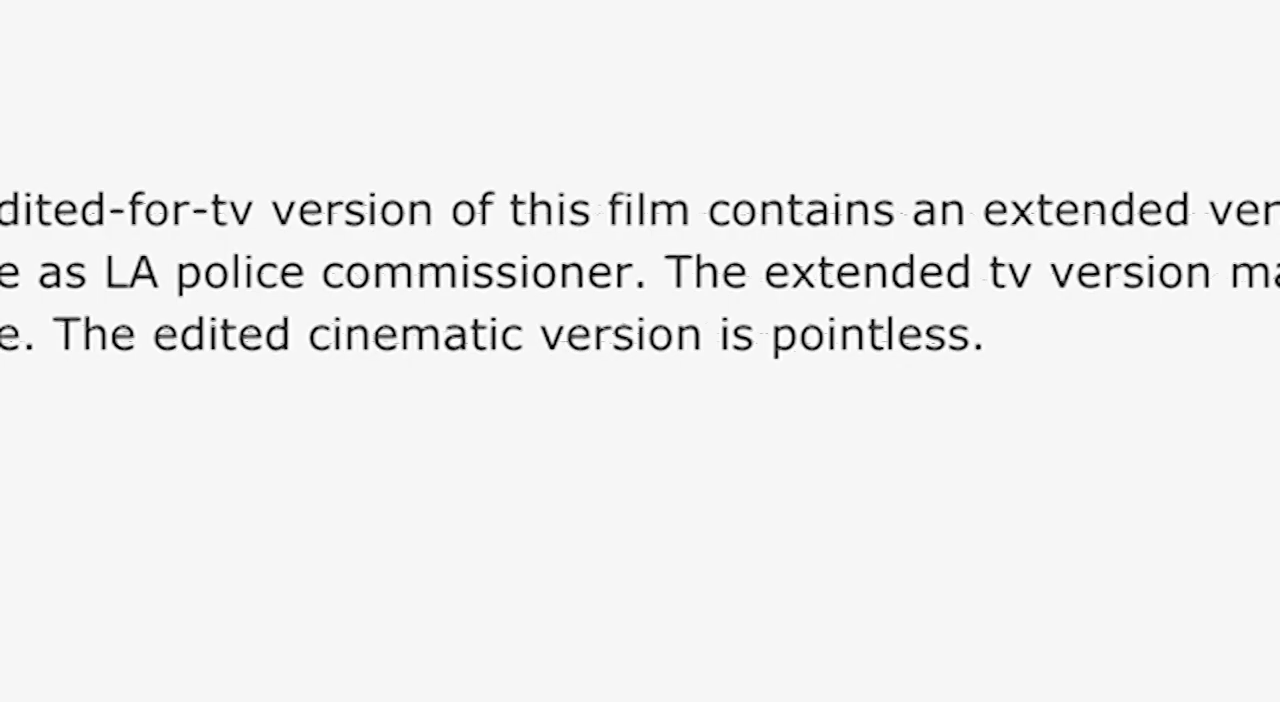 dited-for-tv version of this film contains an extended ver
e as LA police commissioner. The extended tv version ma
e. The edited cinematic version is pointless.